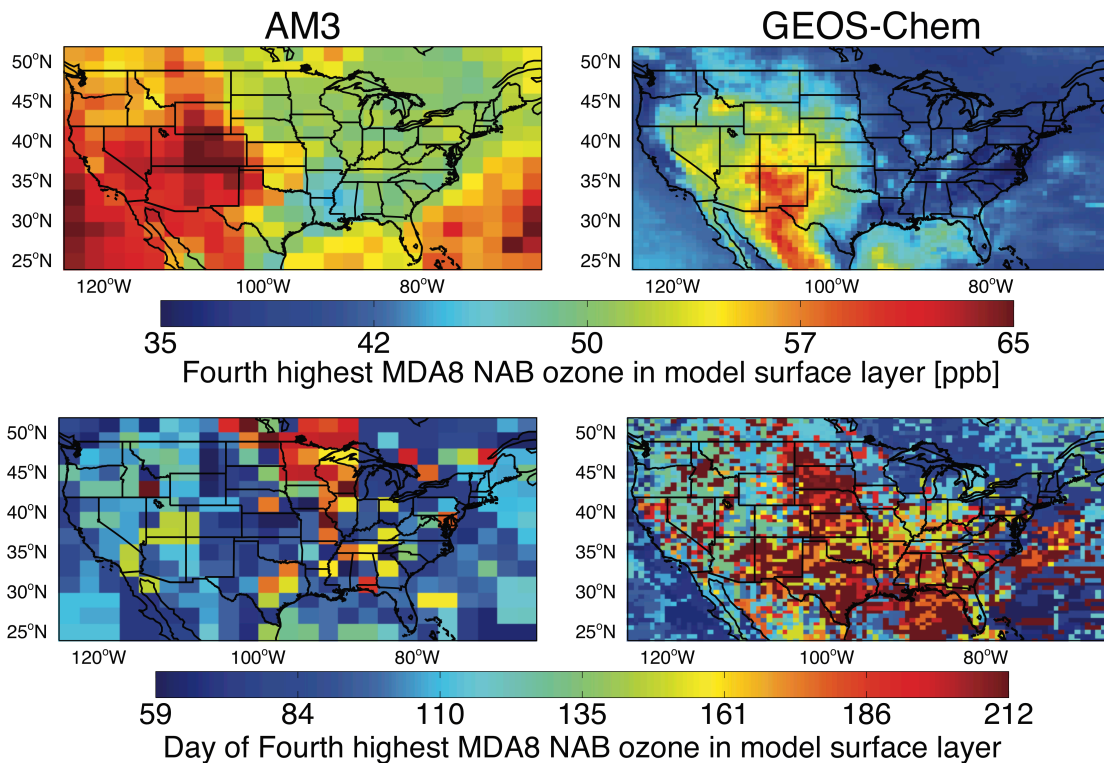 AM3 GEOS-Chem
50°N 50°N
45°N 45°N
40°N 40°N
35°N 35°N
30°N 30°N
25°N 25°N
120°W 100°W 80°W 120°W 100°W 80°W
35 42 50 57 65
Fourth highest MDA8 NAB ozone in model surface layer [ppb]
50°N 50°N
45°N 45°N
40°N 40°N
35°N 35°N
30°N 30°N
25°N 25°N
120°W 100°W 80°W 120°W 100°W 80°W
59 84 110 135 161 186 212
Day of Fourth highest MDA8 NAB ozone in model surface layer